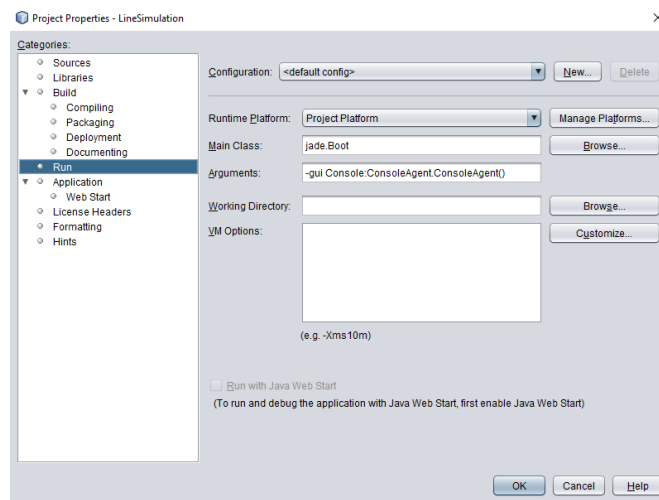 Project Properties - LineSimulation
Categories:
Sources
Libraries
Build
Compiling
Packaging
Deployment
Documenting
Run
Application
Web Start
License Headers
Formatting
Hints
Configuration: <default config> New... Delete
Runtime Platform: Project Platform Manage Platforms...
Main Class: jade.Boot Browse...
Arguments: -gui Console:ConsoleAgent.ConsoleAgent()
Working Directory: Browse...
VM Options: Customize...
(e.g. -Xms10m)
Run with Java Web Start
(To run and debug the application with Java Web Start, first enable Java Web Start)
OK Cancel Help